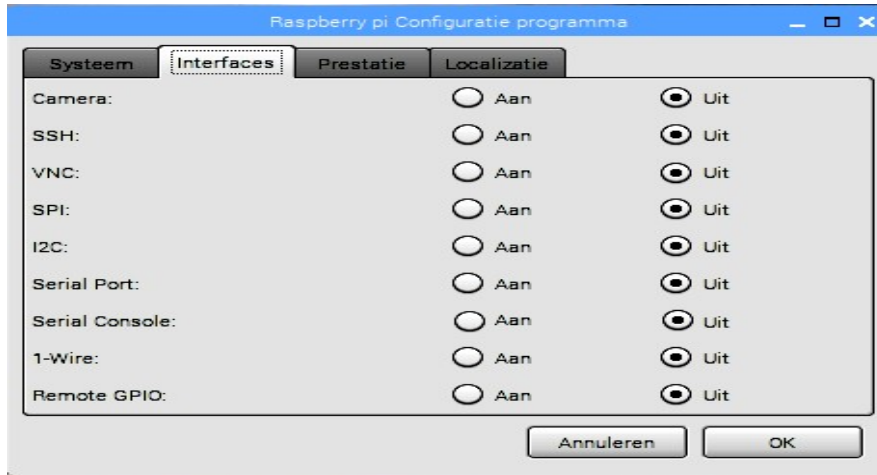 Raspberry pi Configuratie programma
Systeem Interfaces Prestatie Localizatie
Camera: Aan Uit
SSH: Aan Uit
VNC: Aan Uit
SPI: Aan Uit
I2C: Aan Uit
Serial Port: Aan Uit
Serial Console: Aan Uit
1-Wire: Aan Uit
Remote GPIO: Aan Uit
Annuleren OK